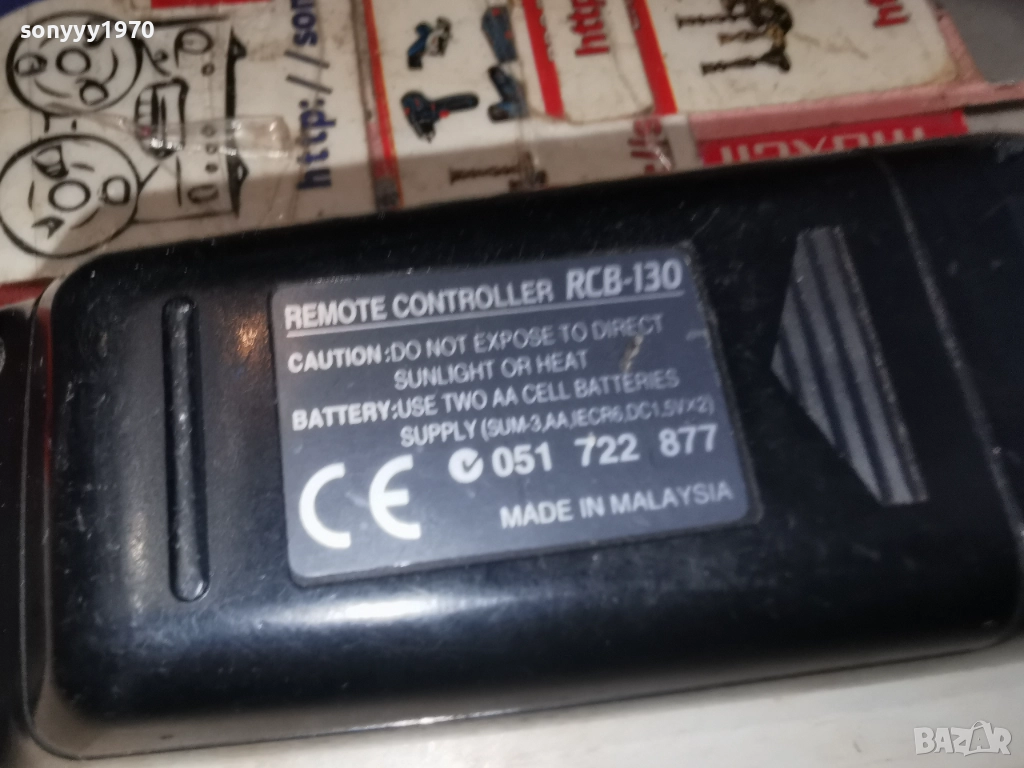 sonyyy1970
http://son
http
maxell
A
REMOTE CONTROLLER RCB-130
CAUTION:DO NOT EXPOSE TO DIRECT
SUNLIGHT OR HEAT
BATTERY:USE TWO AA CELL BATTERIES
SUPPLY (SUM-3,AA,IECR6,DC1.5V×2)
CE 051 722 877
MADE IN MALAYSIA
BAZAR